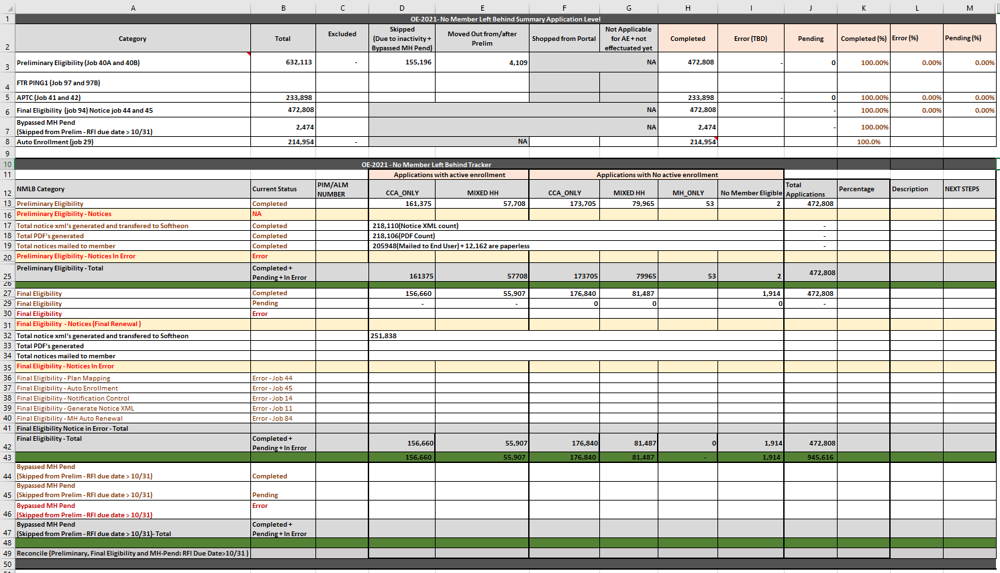 A B C D E F G H I J K L M
1 OE-2021- No Member Left Behind Summary Application Level
2 Category Total Excluded Skipped (Due to inactivity + Bypassed MH Pend) Moved Out from/after Prelim Shopped from Portal Not Applicable for AE + not effectuated yet Completed Error (TBD) Pending Completed (%) Error (%) Pending (%)
3 Preliminary Eligibility (Job 40A and 40B) 632,113 - 155,196 4,109 NA 472,808 - 0 100.00% 0.00% 0.00%
4 FTR PING1 (Job 97 and 97B)
5 APTC (Job 41 and 42) 233,898 233,898 - 0 100.00% 0.00% 0.00%
6 Final Eligibility (job 94) Notice job 44 and 45 472,808 NA 472,808 - 100.00% 0.00% 0.00%
7 Bypassed MH Pend
(Skipped from Prelim - RFI due date > 10/31) 2,474 NA 2,474 - 100.00%
8 Auto Enrollment (job 29) 214,954 - NA 214,954 100.0%
9
10 OE-2021 - No Member Left Behind Tracker
11 Applications with active enrollment Applications with No active enrollment
12 NMLB Category Current Status PIM/ALM NUMBER CCA_ONLY MIXED HH CCA_ONLY MIXED HH MH_ONLY No Member Eligible Total Applications Percentage Description NEXT STEPS
13 Preliminary Eligibility Completed 161,375 57,708 173,705 79,965 53 2 472,808
16 Preliminary Eligibility - Notices NA
17 Total notice xml's generated and transfered to Softheon Completed 218,110(Notice XML count) -
18 Total PDF's generated Completed 218,106(PDF Count) -
19 Total notices mailed to member Completed 205948(Mailed to End User) + 12,162 are paperless -
20 Preliminary Eligibility - Notices In Error Error
25 Preliminary Eligibility - Total Completed + Pending + In Error 161375 57708 173705 79965 53 2 472,808
26
27 Final Eligibility Completed 156,660 55,907 176,840 81,487 1,914 472,808
29 Final Eligibility Pending - - 0 0 0 -
30 Final Eligibility Error
31 Final Eligibility - Notices (Final Renewal )
32 Total notice xml's generated and transfered to Softheon 251,838
33 Total PDF's generated
34 Total notices mailed to member
35 Final Eligibility - Notices In Error
36 Final Eligibility - Plan Mapping Error - Job 44
37 Final Eligibility - Auto Enrollment Error - Job 45
38 Final Eligibility - Notification Control Error - Job 14
39 Final Eligibility - Generate Notice XML Error - Job 11
40 Final Eligibility - MH Auto Renewal Error - Job 84
41 Final Eligibility Notice in Error - Total
42 Final Eligibility - Total Completed + Pending + In Error 156,660 55,907 176,840 81,487 0 1,914 472,808
43 156,660 55,907 176,840 81,487 - 1,914 945,616
44 Bypassed MH Pend
(Skipped from Prelim - RFI due date > 10/31) Completed
45 Bypassed MH Pend
(Skipped from Prelim - RFI due date > 10/31) Pending
46 Bypassed MH Pend
(Skipped from Prelim - RFI due date > 10/31) Error
47 Bypassed MH Pend
(Skipped from Prelim - RFI due date > 10/31)- Total Completed + Pending + In Error
48
49 Reconcile (Preliminary, Final Eligibility and MH-Pend: RFI Due Date>10/31 )
50